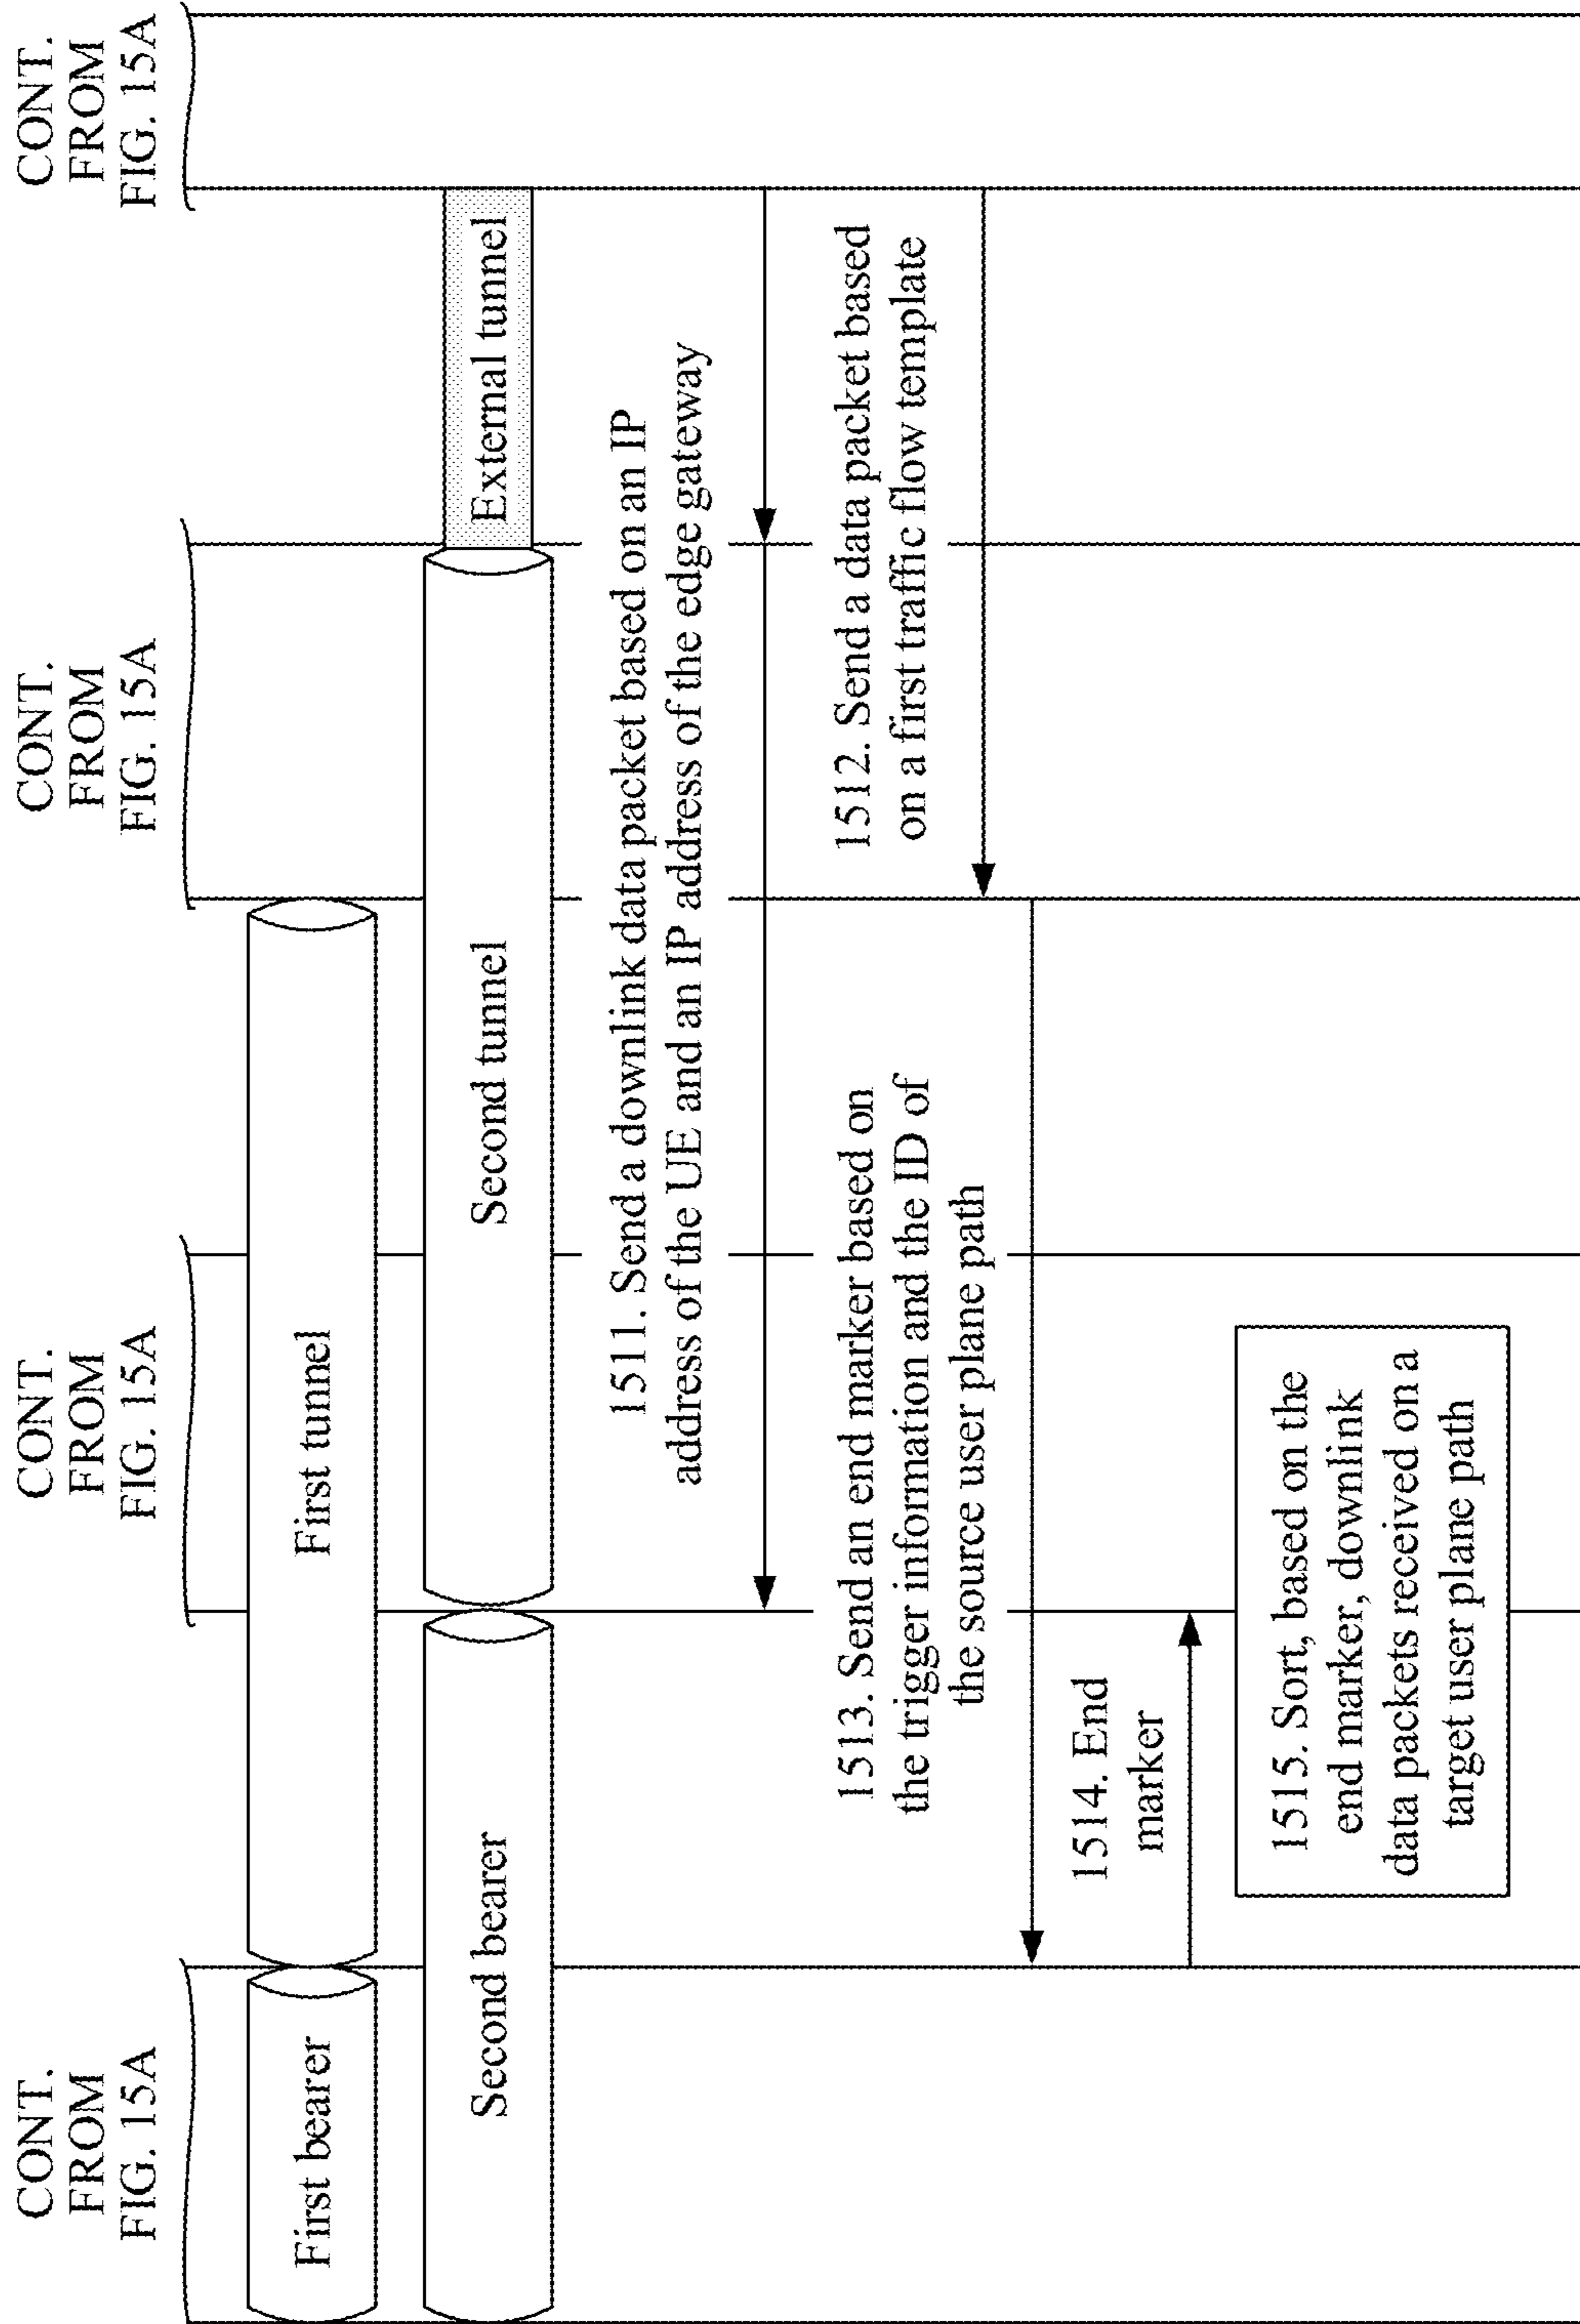 CONT.
FROM
FIG. 15A
CONT.
FROM
FIG. 15A
CONT.
FROM
FIG. 15A
CONT.
FROM
FIG. 15A
First bearer
First tunnel
Second bearer
Second tunnel
External tunnel
1511. Send a downlink data packet based on an IP
address of the UE and an IP address of the edge gateway
1512. Send a data packet based
on a first traffic flow template
1513. Send an end marker based on
the trigger information and the ID of
the source user plane path
1514. End
marker
1515. Sort, based on the
end marker, downlink
data packets received on a
target user plane path